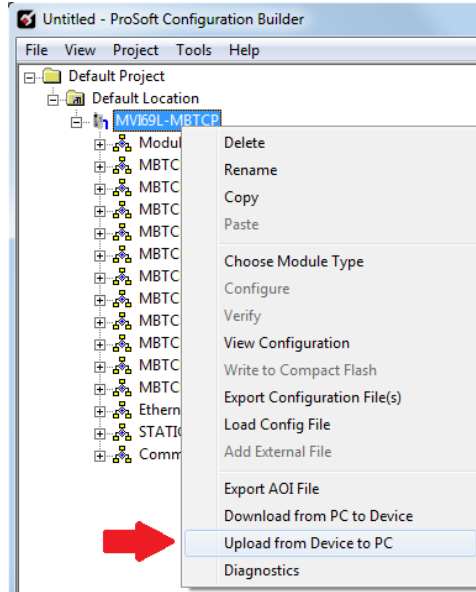 Untitled - ProSoft Configuration Builder
File View Project Tools Help
Default Project
Default Location
MVI69L-MBTCP
Modul
MBTC
MBTC
MBTC
MBTC
MBTC
MBTC
MBTC
MBTC
MBTC
MBTC
MBTC
Ethern
STATIC
Comm
Delete
Rename
Copy
Paste
Choose Module Type
Configure
Verify
View Configuration
Write to Compact Flash
Export Configuration File(s)
Load Config File
Add External File
Export AOI File
Download from PC to Device
Upload from Device to PC
Diagnostics